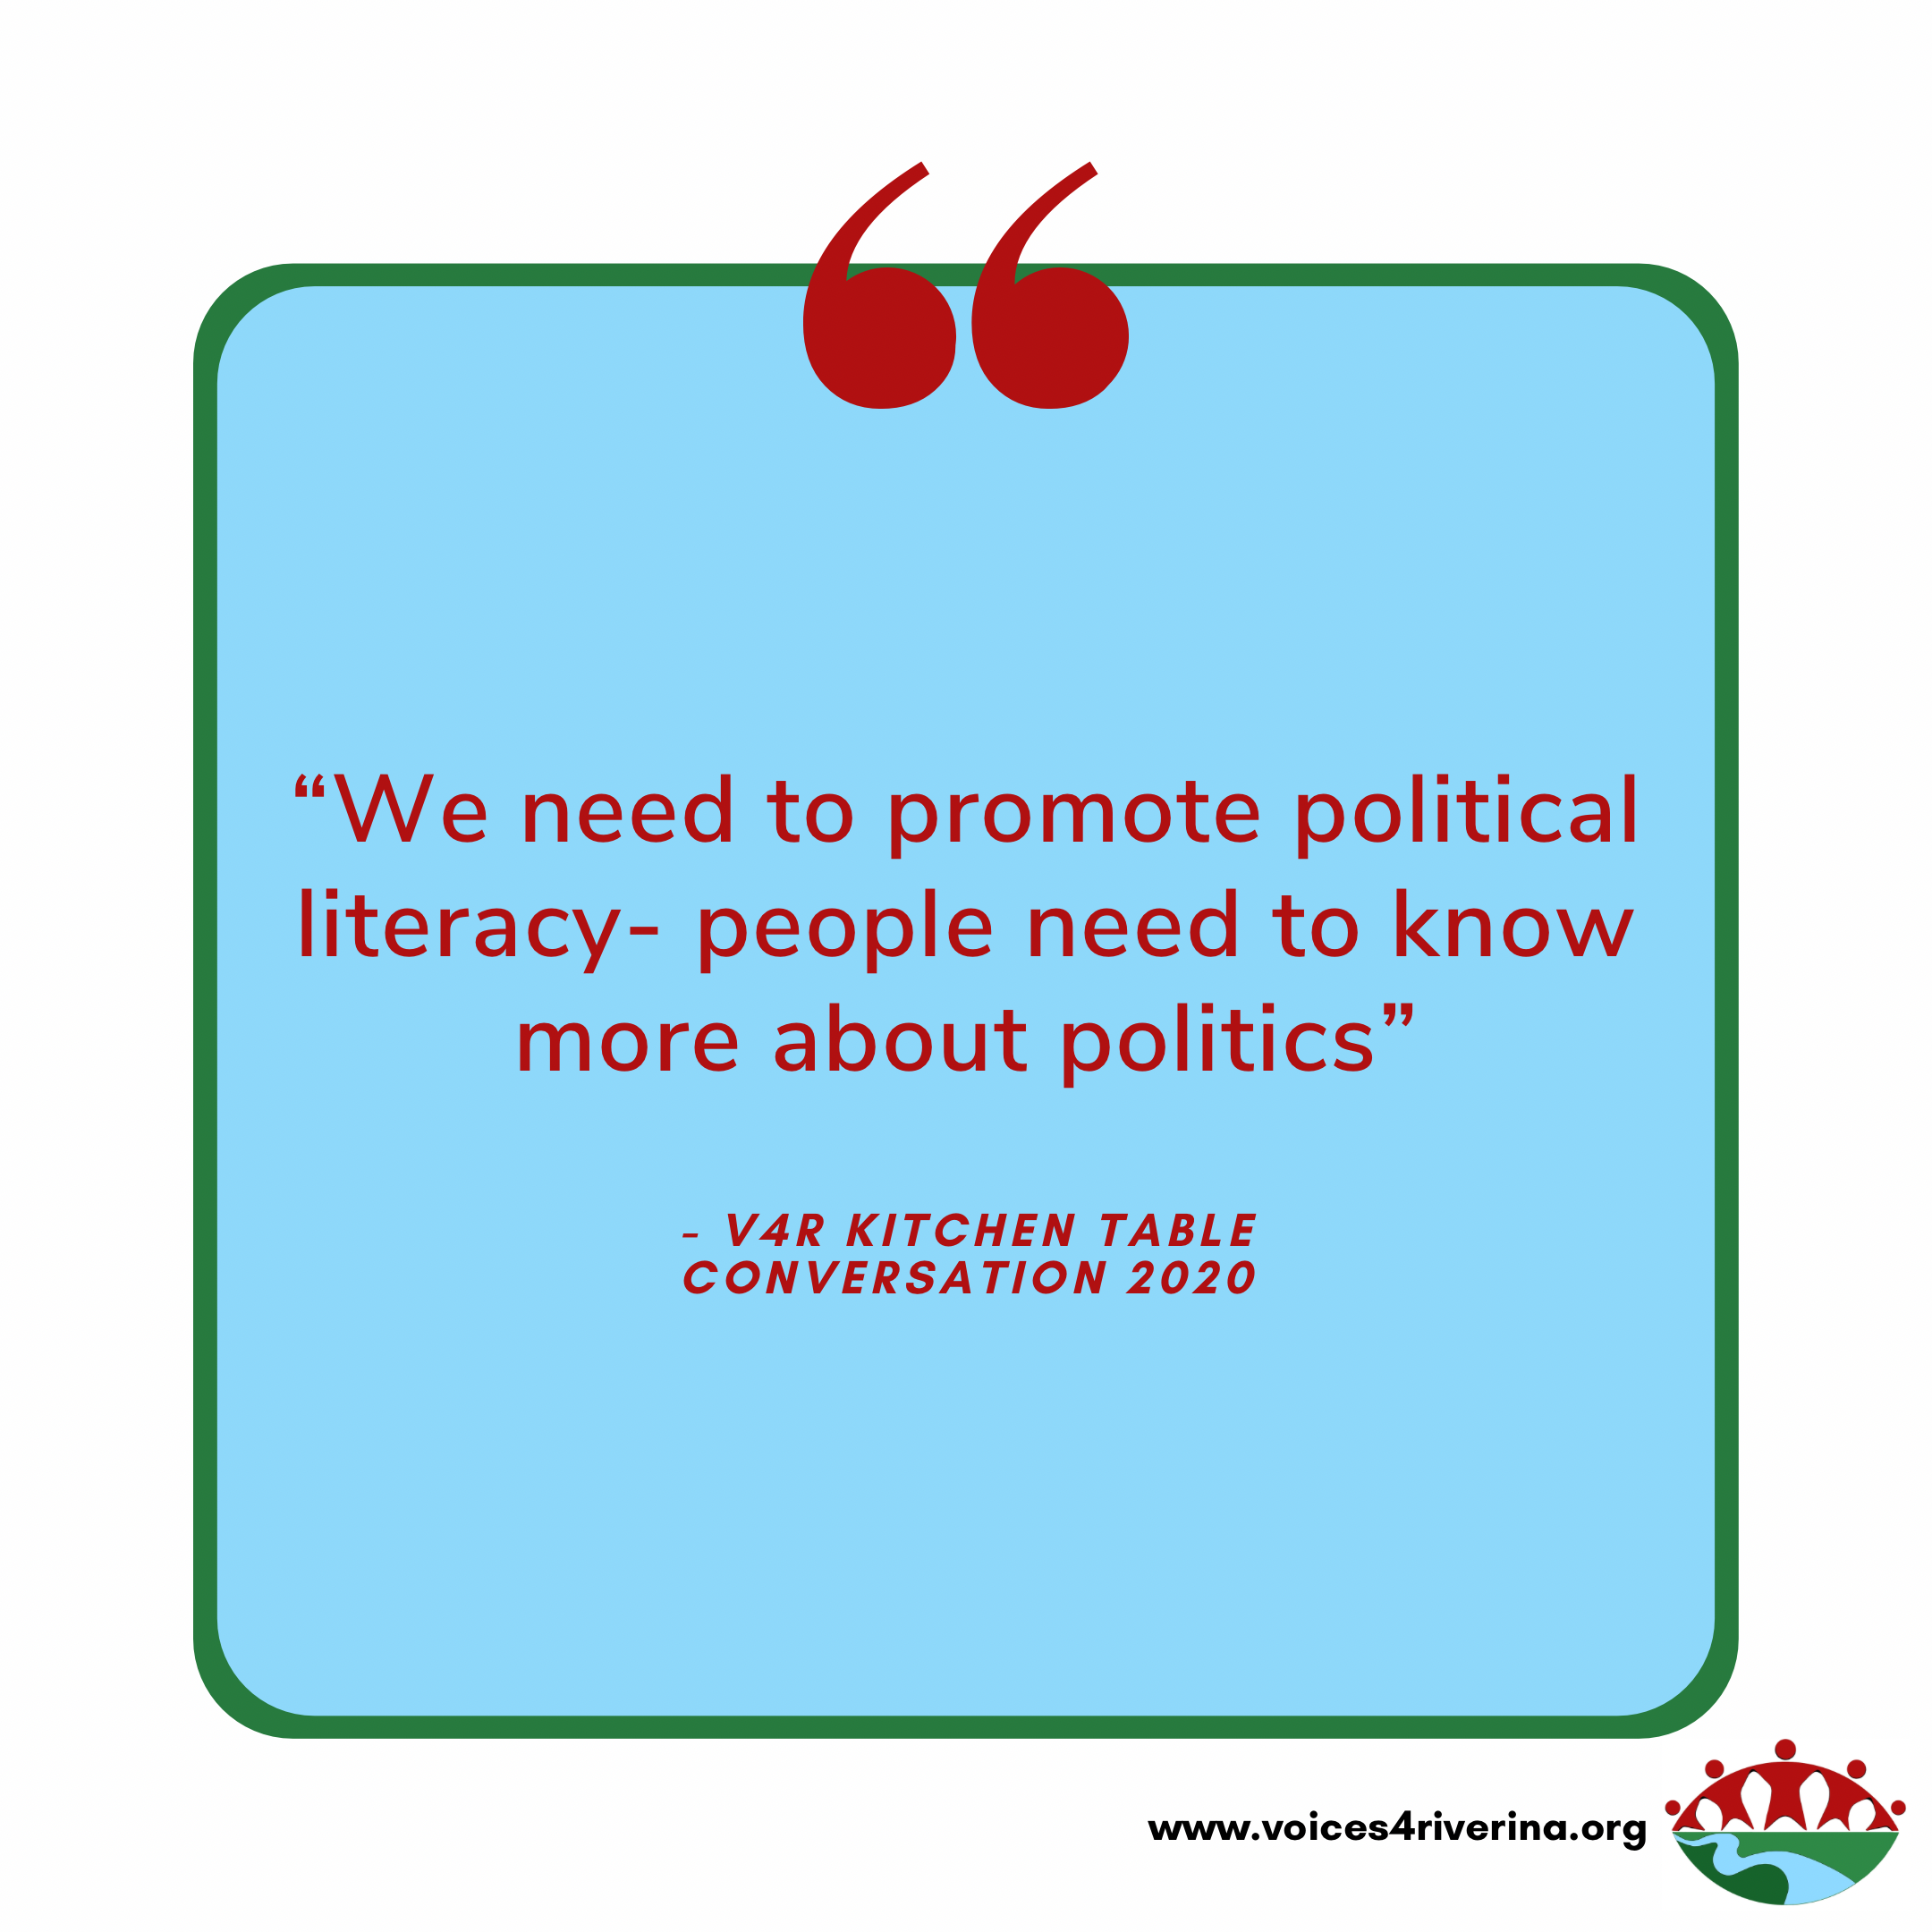 “We need to promote political
literacy- people need to know
more about politics”
- V4R KITCHEN TABLE
CONVERSATION 2020
www.voices4riverina.org